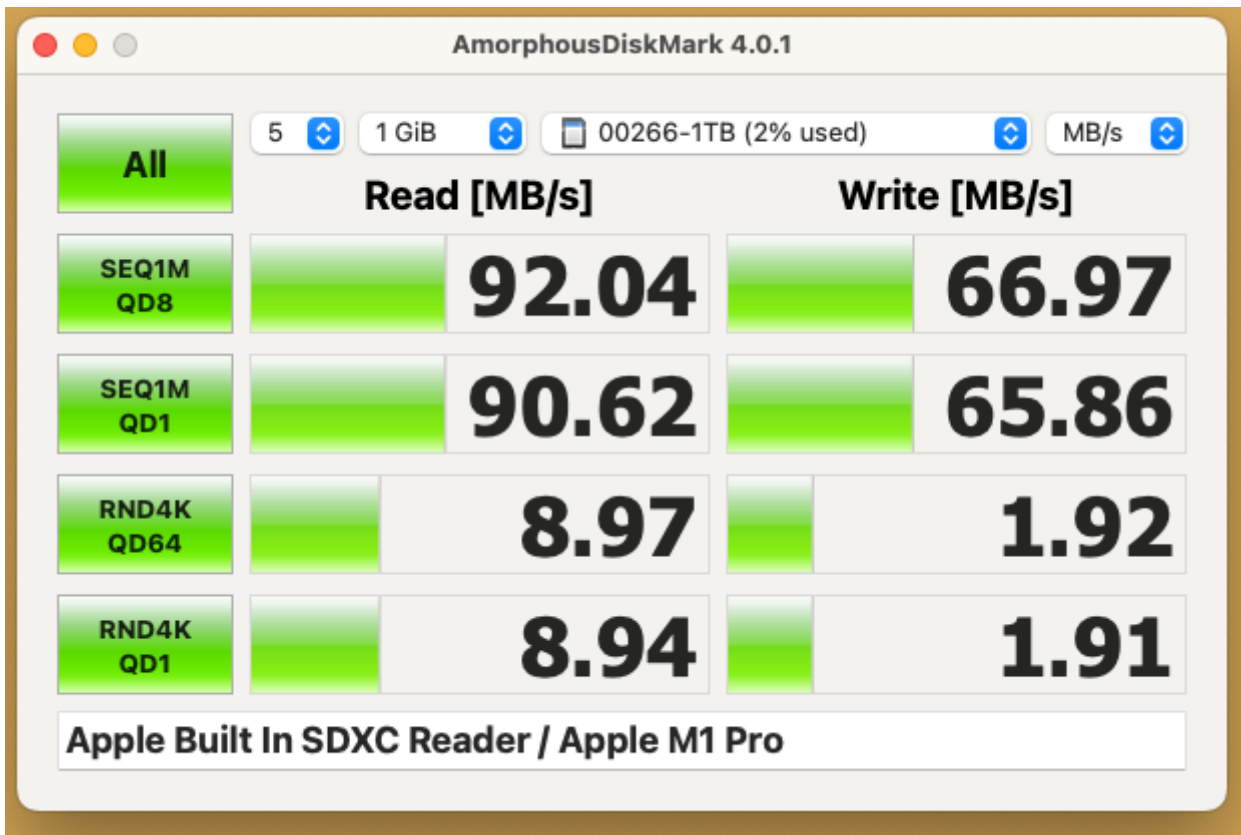 AmorphousDiskMark 4.0.1
All
5 1 GiB 00266-1TB (2% used) MB/s
Read [MB/s] Write [MB/s]
SEQ1M
QD8
92.04 66.97
SEQ1M
QD1
90.62 65.86
RND4K
QD64
8.97 1.92
RND4K
QD1
8.94 1.91
Apple Built In SDXC Reader / Apple M1 Pro